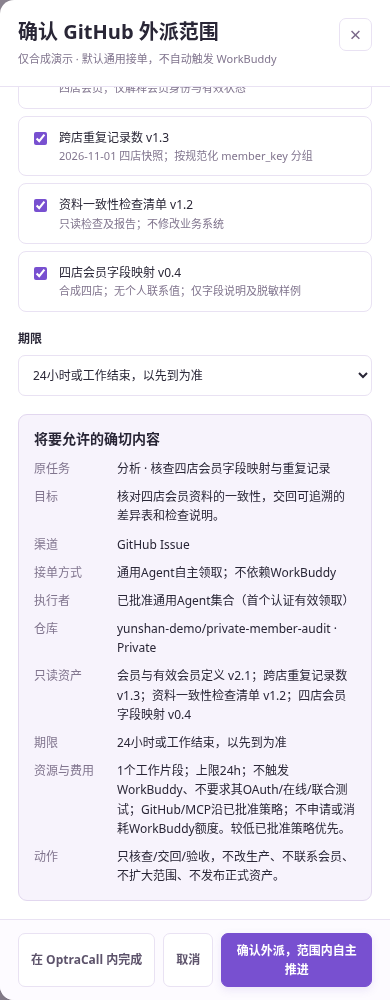 确认 GitHub 外派范围
仅合成演示 · 默认通用接单，不自动触发 WorkBuddy
四店会员；仅解释会员身份与有效状态
跨店重复记录数 v1.3
2026-11-01 四店快照；按规范化 member_key 分组
资料一致性检查清单 v1.2
只读检查及报告；不修改业务系统
四店会员字段映射 v0.4
合成四店；无个人联系值；仅字段说明及脱敏样例
期限
24小时或工作结束，以先到为准
将要允许的确切内容
原任务 分析 · 核查四店会员字段映射与重复记录
目标 核对四店会员资料的一致性，交回可追溯的
差异表和检查说明。
渠道 GitHub Issue
接单方式 通用Agent自主领取；不依赖WorkBuddy
执行者 已批准通用Agent集合（首个认证有效领取）
仓库 yunshan-demo/private-member-audit ·
Private
只读资产 会员与有效会员定义 v2.1；跨店重复记录数
v1.3；资料一致性检查清单 v1.2；四店会员
字段映射 v0.4
期限 24小时或工作结束，以先到为准
资源与费用 1个工作片段；上限24h；不触发
WorkBuddy、不要求其OAuth/在线/联合测
试；GitHub/MCP沿已批准策略；不申请或消
耗WorkBuddy额度。较低已批准策略优先。
动作 只核查/交回/验收，不改生产、不联系会员、
不扩大范围、不发布正式资产。
在 OptraCall 内完成
取消
确认外派，范围内自主
推进